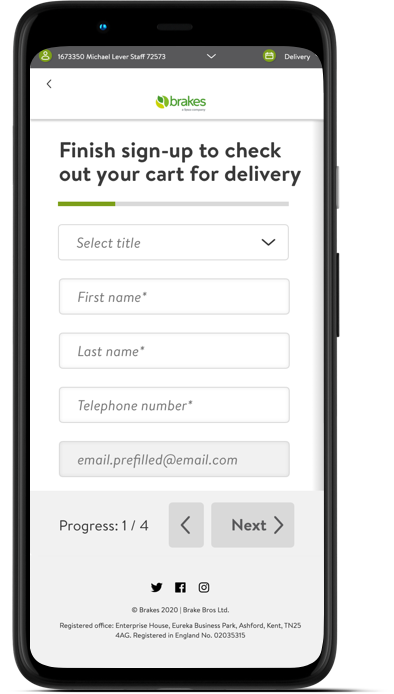 1673350 Michael Lever Staff 72573
Delivery
brakes
Finish sign-up to check
out your cart for delivery
Select title
First name*
Last name*
Telephone number*
email.prefilled@email.com
Progress: 1 / 4
Next
© Brakes 2020 | Brake Bros Ltd.
Registered office: Enterprise House, Eureka Business Park, Ashford, Kent, TN25
4AG. Registered in England No. 02035315